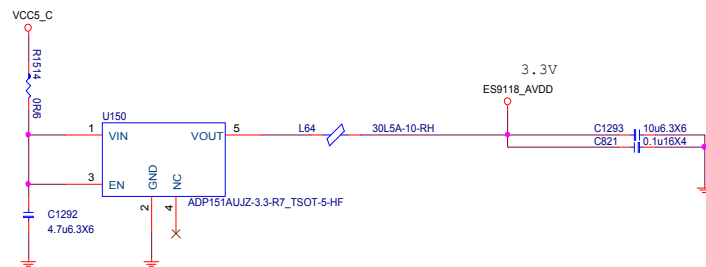 VCC5_C
R1514
0R6
3.3V
ES9118_AVDD
U150
1 VIN
VOUT 5
L64
30L5A-10-RH
C1293 10u6.3X6
C821 0.1u16X4
3 EN
GND
NC
2
4
ADP151AUJZ-3.3-R7_TSOT-5-HF
C1292
4.7u6.3X6